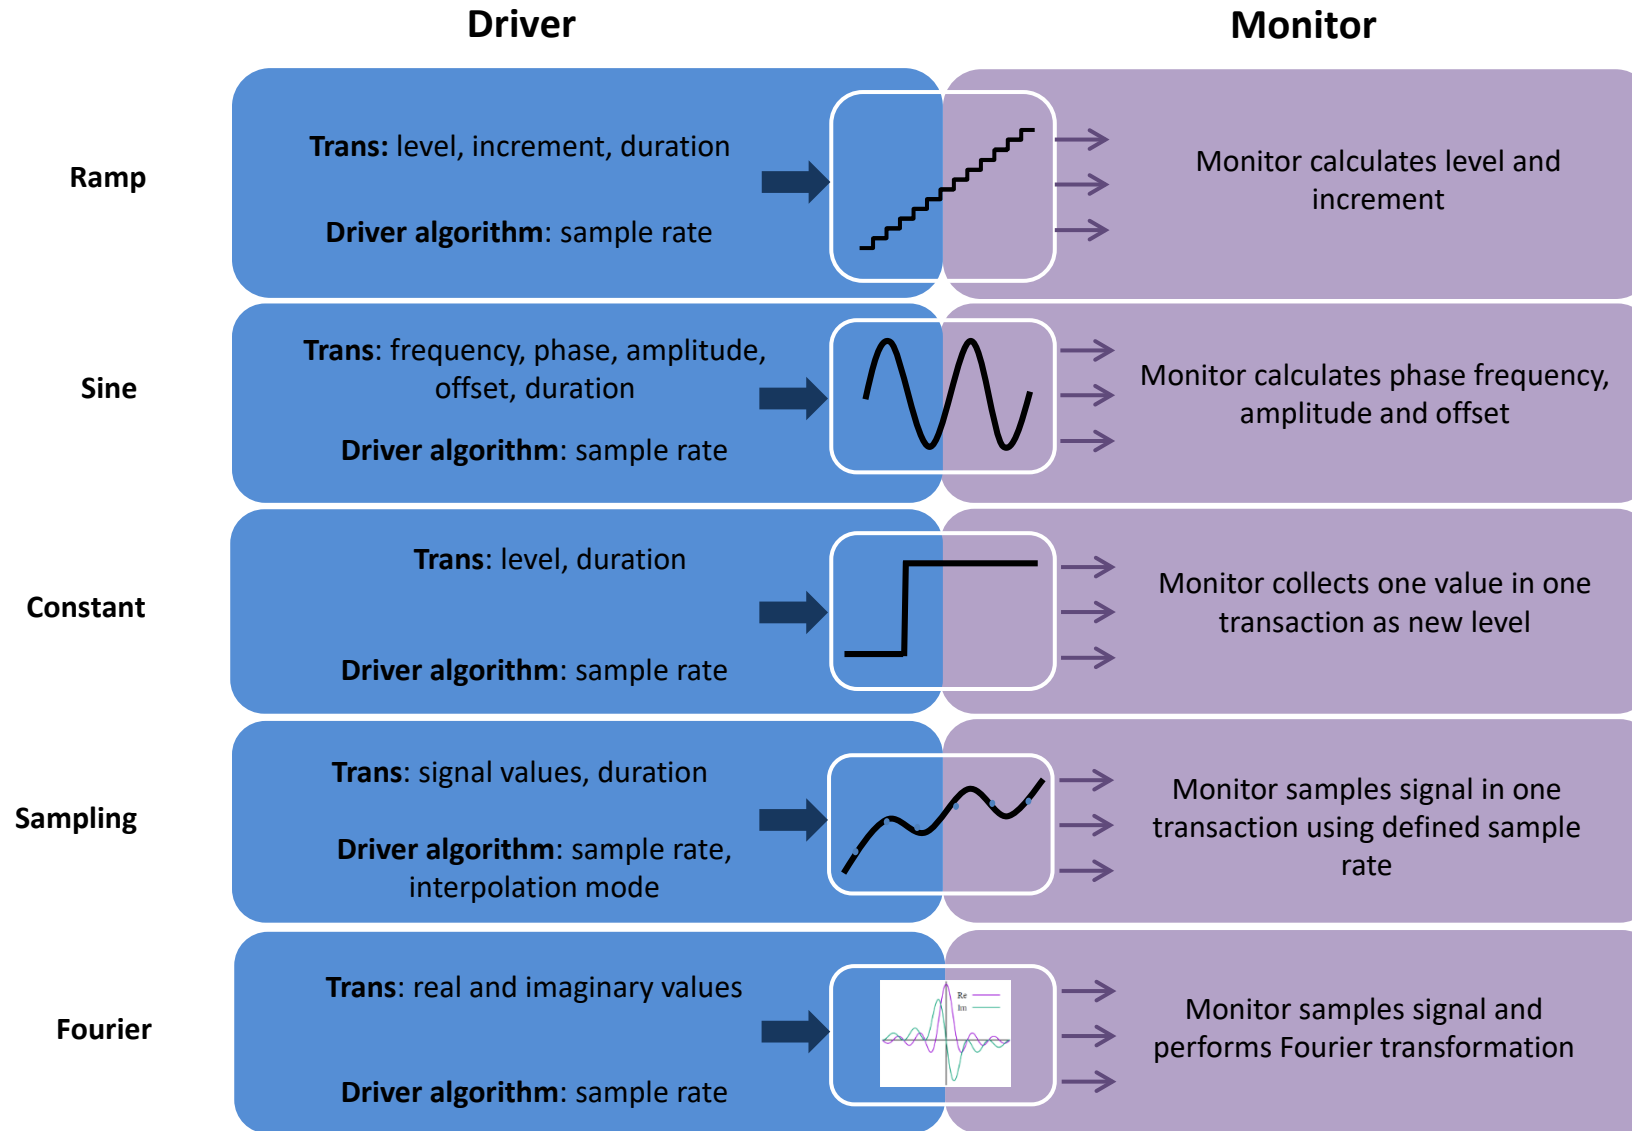 Driver
Monitor
Ramp
Trans: level, increment, duration
Driver algorithm: sample rate
Monitor calculates level and
increment
Sine
Trans: frequency, phase, amplitude,
offset, duration
Driver algorithm: sample rate
Monitor calculates phase frequency,
amplitude and offset
Constant
Trans: level, duration
Driver algorithm: sample rate
Monitor collects one value in one
transaction as new level
Sampling
Trans: signal values, duration
Driver algorithm: sample rate,
interpolation mode
Monitor samples signal in one
transaction using defined sample
rate
Fourier
Trans: real and imaginary values
Driver algorithm: sample rate
Re
Im
Monitor samples signal and
performs Fourier transformation